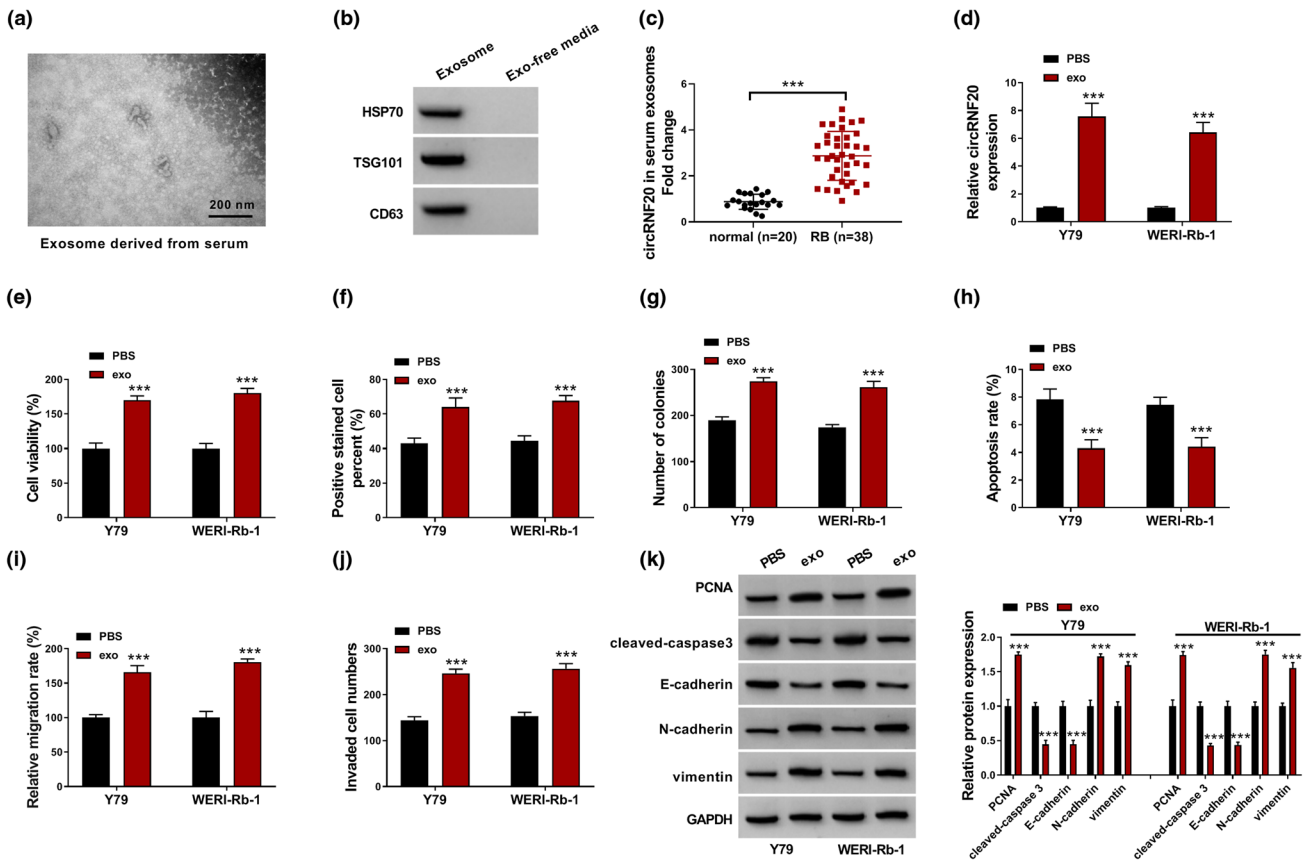 (a)
200 nm
Exosome derived from serum
(b)
Exosome
Exo-free media
HSP70
TSG101
CD63
(c)
circRNF20 in serum exosomes
Fold change
6
4
2
0
***
normal (n=20)
RB (n=38)
(d)
PBS
exo
Relative circRNF20
expression
10
8
6
4
2
0
***
***
Y79
WERI-Rb-1
(e)
PBS
exo
Cell viability (%)
200
150
100
50
0
***
***
Y79
WERI-Rb-1
(f)
PBS
exo
Positive stained cell
percent (%)
80
60
40
20
0
***
***
Y79
WERI-Rb-1
(g)
PBS
exo
Number of colonies
300
200
100
0
***
***
Y79
WERI-Rb-1
(h)
PBS
exo
Apoptosis rate (%)
10
8
6
4
2
0
***
***
Y79
WERI-Rb-1
(i)
PBS
exo
Relative migration rate (%)
200
150
100
50
0
***
***
Y79
WERI-Rb-1
(j)
PBS
exo
Invaded cell numbers
300
200
100
0
***
***
Y79
WERI-Rb-1
(k)
PBS
exo
PBS
exo
PCNA
cleaved-caspase3
E-cadherin
N-cadherin
vimentin
GAPDH
Y79
WERI-Rb-1
PBS
exo
Y79
WERI-Rb-1
Relative protein expression
2.0
1.5
1.0
0.5
0.0
***
***
***
***
***
***
***
***
***
***
PCNA
cleaved-caspase 3
E-cadherin
N-cadherin
vimentin
PCNA
cleaved-caspase 3
E-cadherin
N-cadherin
vimentin